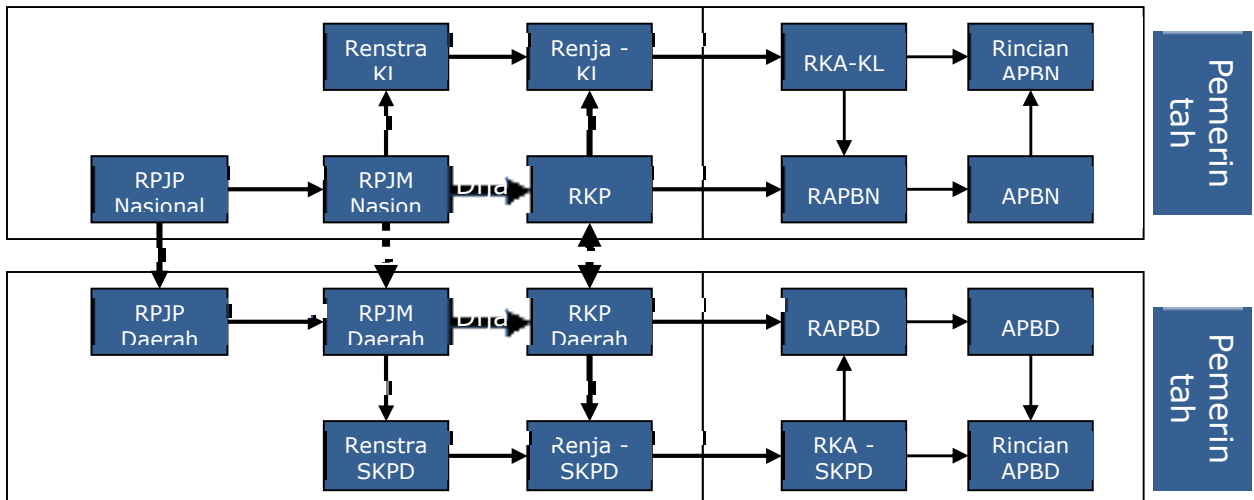 Renstra
KL
Renja -
KL
RKA-KL
Rincian
APBN
Pemerin
tah
RPJP
Nasional
RPJM
Nasion
RKP
RAPBN
APBN
RPJP
Daerah
RPJM
Daerah
RKP
Daerah
RAPBD
APBD
Pemerin
tah
Renstra
SKPD
Renja -
SKPD
RKA -
SKPD
Rincian
APBD